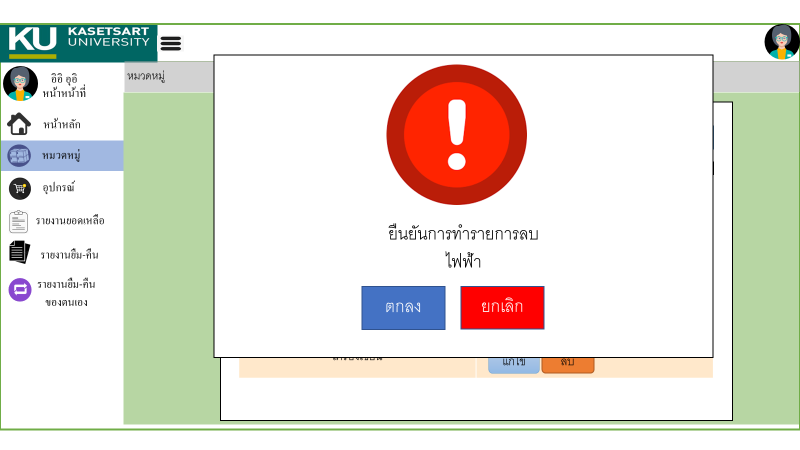 KU KASETSART
UNIVERSITY
อิอิ อุอิ
หน้าหน้าที่
หมวดหมู่
หน้าหลัก
หมวดหมู่
อุปกรณ์
รายงานยอดเหลือ
รายงานยืม-คืน
รายงานยืม-คืน
ของตนเอง
ยืนยันการทำรายการลบ
ไฟฟ้า
ตกลง ยกเลิก
แก้ไข ลบ